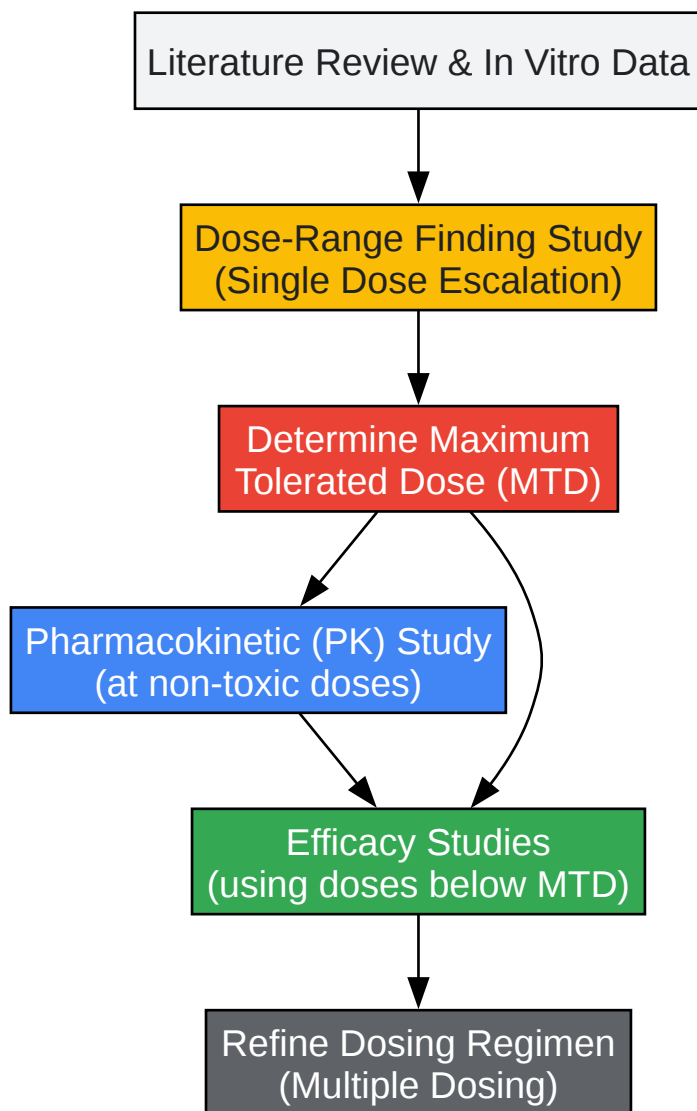 Literature Review & In Vitro Data
Dose-Range Finding Study
(Single Dose Escalation)
Determine Maximum
Tolerated Dose (MTD)
Pharmacokinetic (PK) Study
(at non-toxic doses)
Efficacy Studies
(using doses below MTD)
Refine Dosing Regimen
(Multiple Dosing)